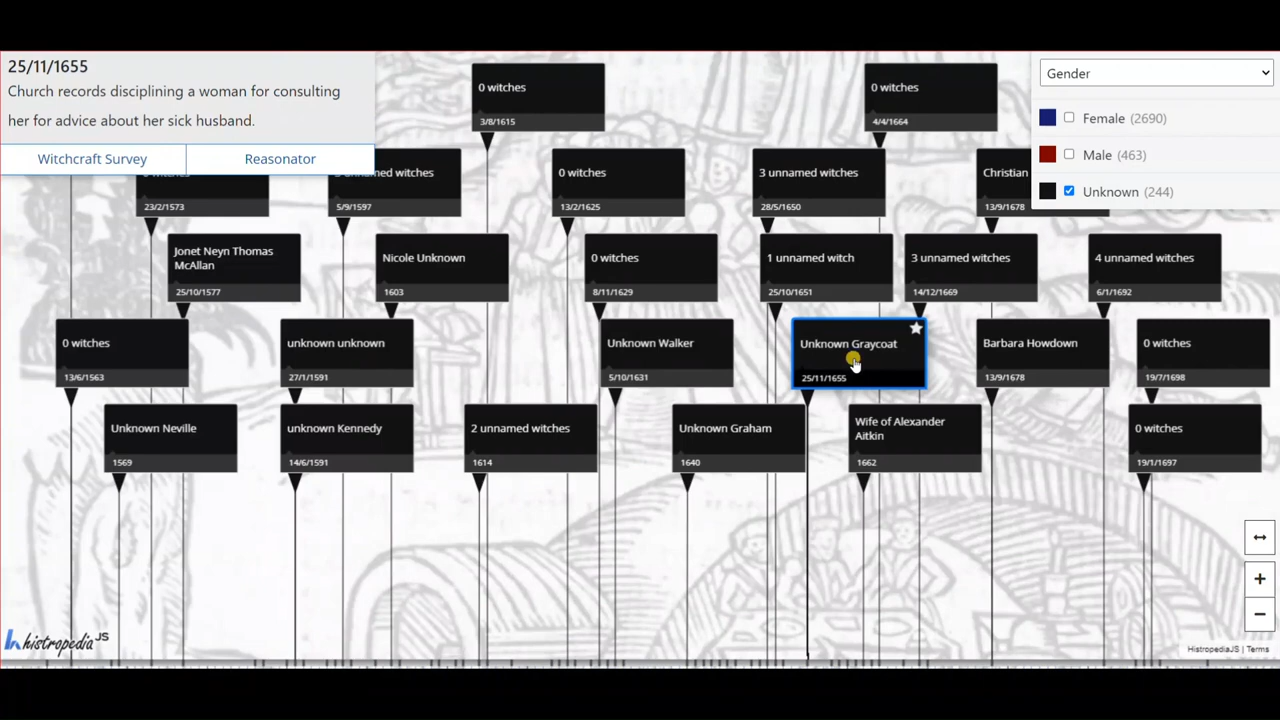 25/11/1655
Church records disciplining a woman for consulting
her for advice about her sick husband.
Witchcraft Survey
Reasonator
Gender
Female (2690)
Male (463)
Unknown (244)
0 witches
3/8/1615
0 witches
4/4/1664
23/2/1573
unnamed witches
5/9/1597
0 witches
13/2/1625
3 unnamed witches
28/5/1650
Christian
13/9/1678
Jonet Neyn Thomas
McAllan
25/10/1577
Nicole Unknown
1603
0 witches
8/11/1629
1 unnamed witch
25/10/1651
3 unnamed witches
14/12/1669
4 unnamed witches
6/1/1692
0 witches
13/6/1563
unknown unknown
27/1/1591
Unknown Walker
5/10/1631
Unknown Graycoat
25/11/1655
Barbara Howdown
13/9/1678
0 witches
19/7/1698
Unknown Neville
1569
unknown Kennedy
14/6/1591
2 unnamed witches
1614
Unknown Graham
1640
Wife of Alexander
Aitkin
1662
0 witches
19/1/1697
histropedia JS
HistropediaJS | Terms